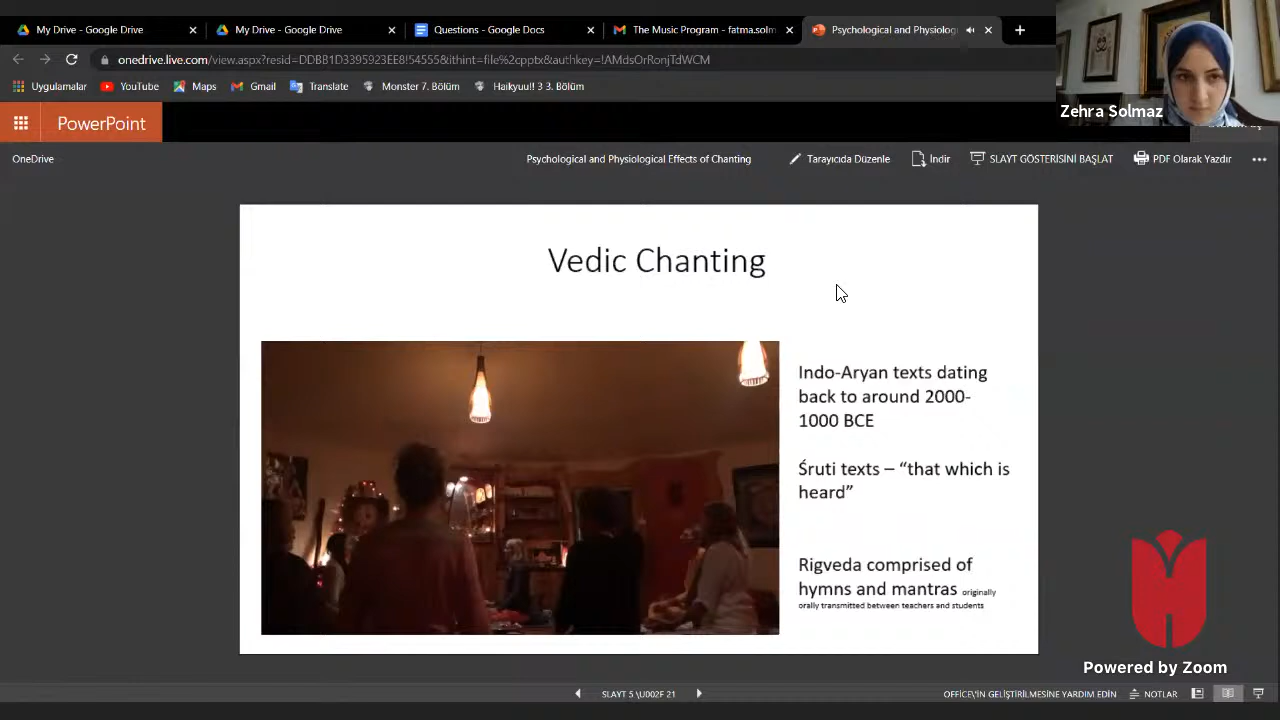 My Drive - Google Drive
My Drive - Google Drive
Questions - Google Docs
The Music Program - fatma.solm
Psychological and Physiolog
onedrive.live.com/view.aspx?resid=DDBB1D3395923EE8!54555&ithint=file%2cpptx&authkey=!AMdsOrRonjTdWCM
Uygulamalar
YouTube
Maps
Gmail
Translate
Monster 7. Bölüm
Haikyuu!! 3 3. Bölüm
Zehra Solmaz
PowerPoint
OneDrive
Psychological and Physiological Effects of Chanting
Tarayıcıda Düzenle
İndir
SLAYT GÖSTERİSİNİ BAŞLAT
PDF Olarak Yazdır
Vedic Chanting
Indo-Aryan texts dating
back to around 2000-
1000 BCE
Śruti texts – “that which is
heard”
Rigveda comprised of
hymns and mantras originally
orally transmitted between teachers and students
Powered by Zoom
SLAYT 5 \U002F 21
OFFICE\'IN GELİŞTİRİLMESİNE YARDIM EDİN
NOTLAR